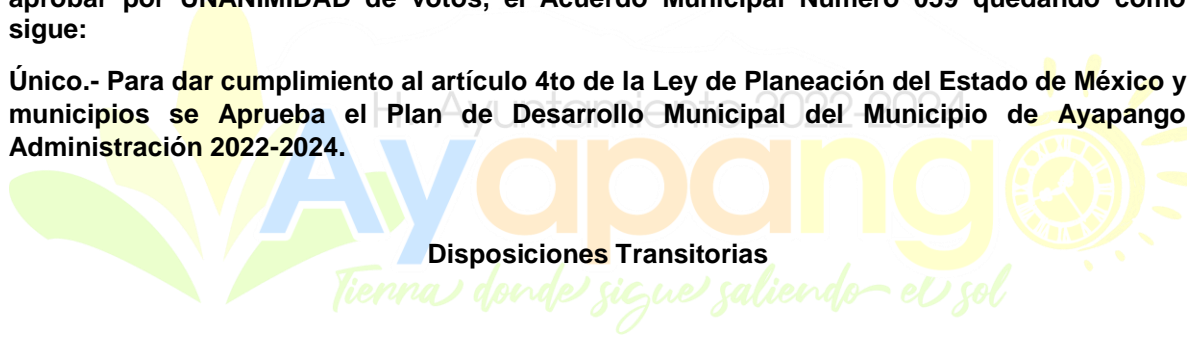 aprobar por UNANIMIDAD de votos, el Acuerdo Municipal Número 059 quedando como
sigue:
Único.- Para dar cumplimiento al artículo 4to de la Ley de Planeación del Estado de México y
municipios se Aprueba el Plan de Desarrollo Municipal del Municipio de Ayapango
Administración 2022-2024.
H. Ayuntamiento 2022-2024
Ayapango
Disposiciones Transitorias
Tierra donde sigue saliendo el sol